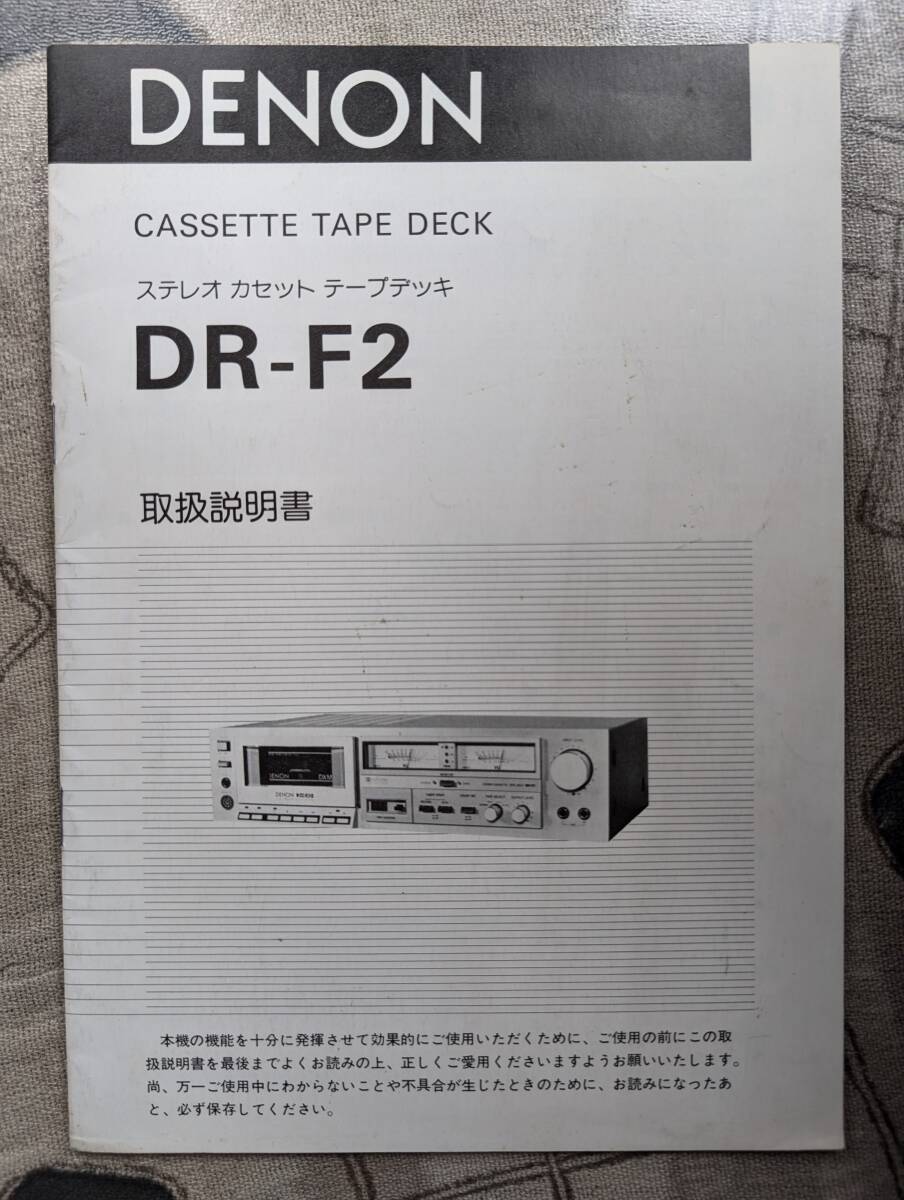 DENON
CASSETTE TAPE DECK
ステレオ カセット テープデッキ
DR-F2
取扱説明書
DENON
DXM
DENON
本機の機能を十分に発揮させて効果的にご使用いただくために、ご使用の前にこの取
扱説明書を最後までよくお読みの上、正しくご愛用くださいますようお願いいたします。
尚、万一ご使用中にわからないことや不具合が生じたときのために、お読みになったあ
と、必ず保存してください。